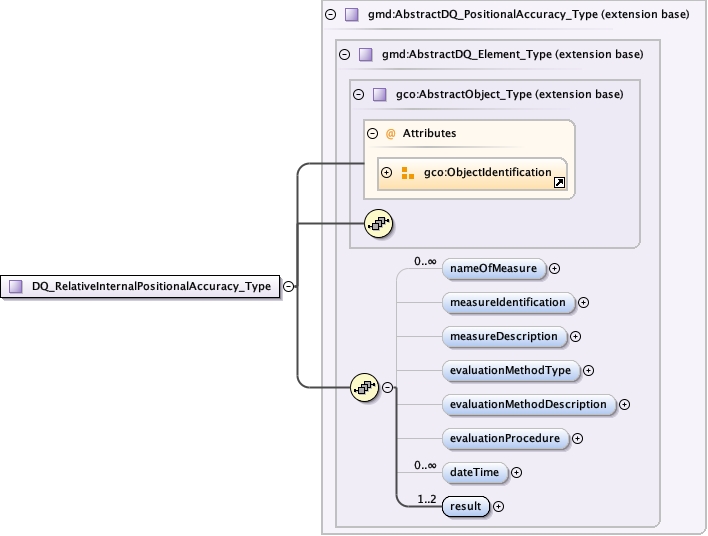 gmd:AbstractDQ_PositionalAccuracy_Type (extension base)
gmd:AbstractDQ_Element_Type (extension base)
gco:AbstractObject_Type (extension base)
@ Attributes
gco:ObjectIdentification
DQ_RelativeInternalPositionalAccuracy_Type
0..∞
nameOfMeasure
measureIdentification
measureDescription
evaluationMethodType
evaluationMethodDescription
evaluationProcedure
0..∞
dateTime
1..2
result